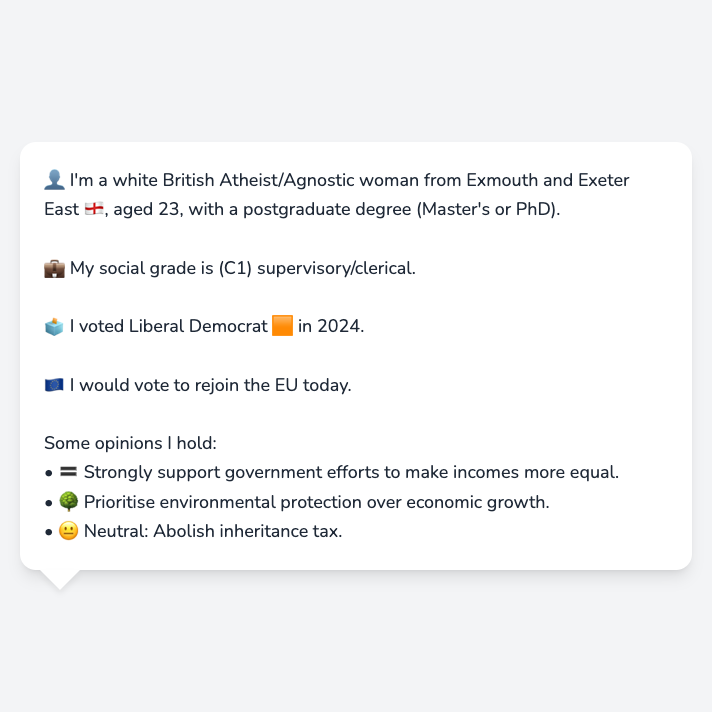 👤 I'm a white British Atheist/Agnostic woman from Exmouth and Exeter
East 🏴󠁧󠁢󠁥󠁮󠁧󠁿, aged 23, with a postgraduate degree (Master's or PhD).
💼 My social grade is (C1) supervisory/clerical.
🗳️ I voted Liberal Democrat 🟧 in 2024.
🇪🇺 I would vote to rejoin the EU today.
Some opinions I hold:
• 🟰 Strongly support government efforts to make incomes more equal.
• 🌳 Prioritise environmental protection over economic growth.
• 😐 Neutral: Abolish inheritance tax.